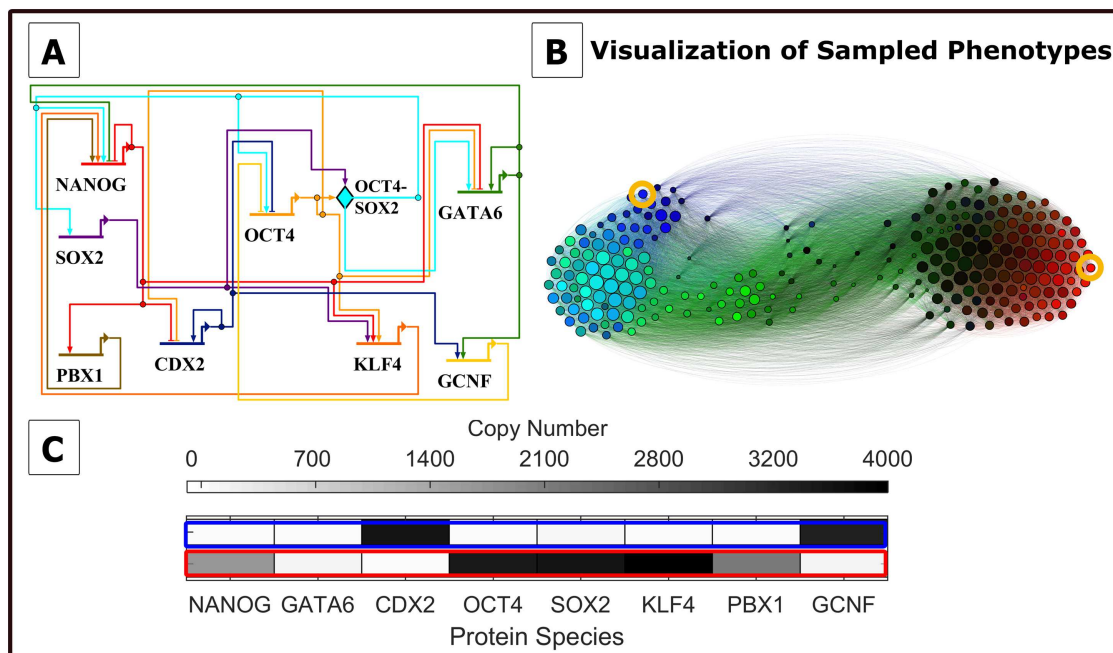 A
B Visualization of Sampled Phenotypes
NANOG
SOX2
OCT4
OCT4-
SOX2
GATA6
PBX1
CDX2
KLF4
GCNF
C
Copy Number
0 700 1400 2100 2800 3200 4000
NANOG GATA6 CDX2 OCT4 SOX2 KLF4 PBX1 GCNF
Protein Species